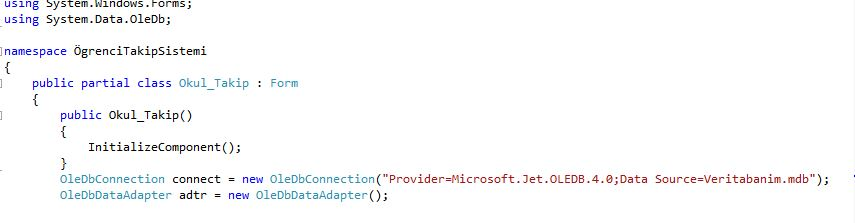 using System.Windows.Forms;
using System.Data.OleDb;
namespace ÖgrenciTakipSistemi
{
public partial class Okul_Takip : Form
{
public Okul_Takip()
{
InitializeComponent();
}
OleDbConnection connect = new OleDbConnection("Provider=Microsoft.Jet.OLEDB.4.0;Data Source=Veritabanim.mdb");
OleDbDataAdapter adtr = new OleDbDataAdapter();